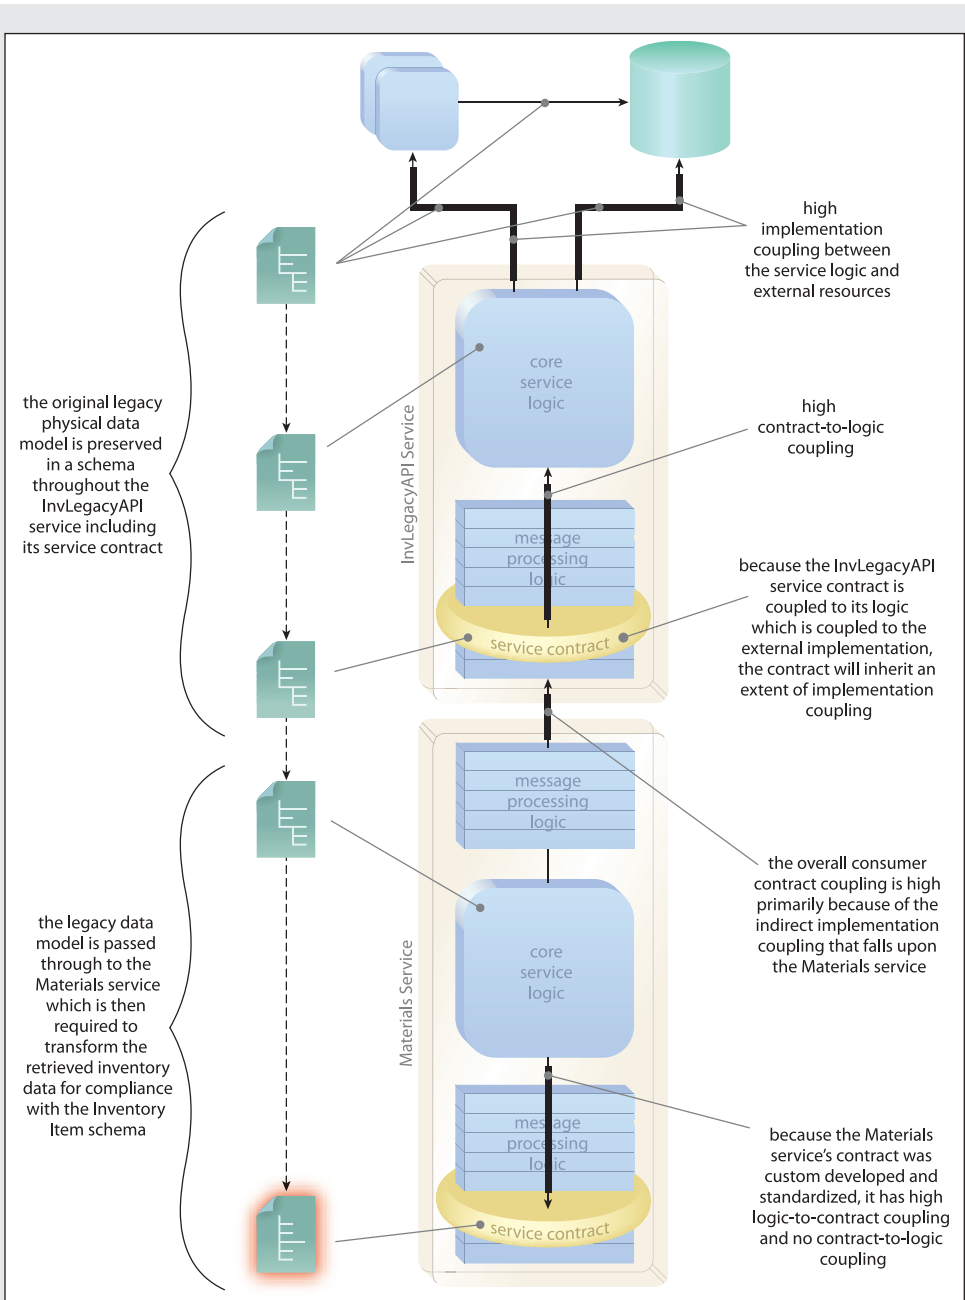 high
implementation
coupling between
the service logic and
external resources
core
service
logic
the original legacy
physical data
model is preserved
in a schema
throughout the
InvLegacyAPI
service including
its service contract
high
contract-to-logic
coupling
InvLegacyAPI Service
message
processing
logic
because the InvLegacyAPI
service contract is
coupled to its logic
which is coupled to the
external implementation,
the contract will inherit an
extent of implementation
coupling
service contract
message
processing
logic
the overall consumer
contract coupling is high
primarily because of the
indirect implementation
coupling that falls upon
the Materials service
the legacy data
model is passed
through to the
Materials service
which is then
required to
transform the
retrieved inventory
data for compliance
with the Inventory
Item schema
core
service
logic
Materials Service
message
processing
logic
because the Materials
service’s contract was
custom developed and
standardized, it has high
logic-to-contract coupling
and no contract-to-logic
coupling
service contract